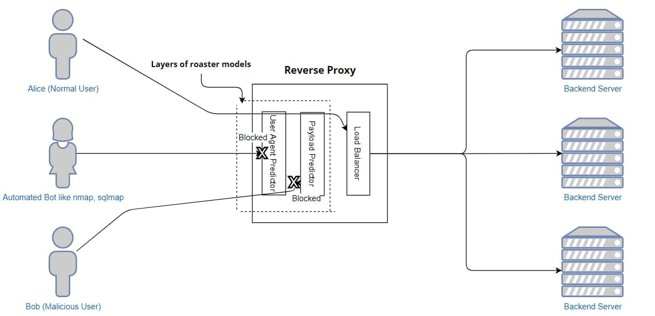 Layers of roaster models
Reverse Proxy
Alice (Normal User)
Backend Server
Blocked
User Agent Predictor
Payload Predictor
Load Balancer
Blocked
Automated Bot like nmap, sqlmap
Backend Server
Bob (Malicious User)
Backend Server